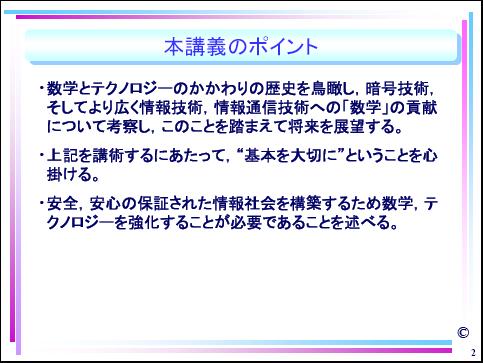 本講義のポイント
・数学とテクノロジーのかかわりの歴史を鳥瞰し，暗号技術，
そしてより広く情報技術，情報通信技術への「数学」の貢献
について考察し，このことを踏まえて将来を展望する。
・上記を講術するにあたって，“基本を大切に”ということを心
掛ける。
・安全，安心の保証された情報社会を構築するため数学，テ
クノロジーを強化することが必要であることを述べる。
©
2